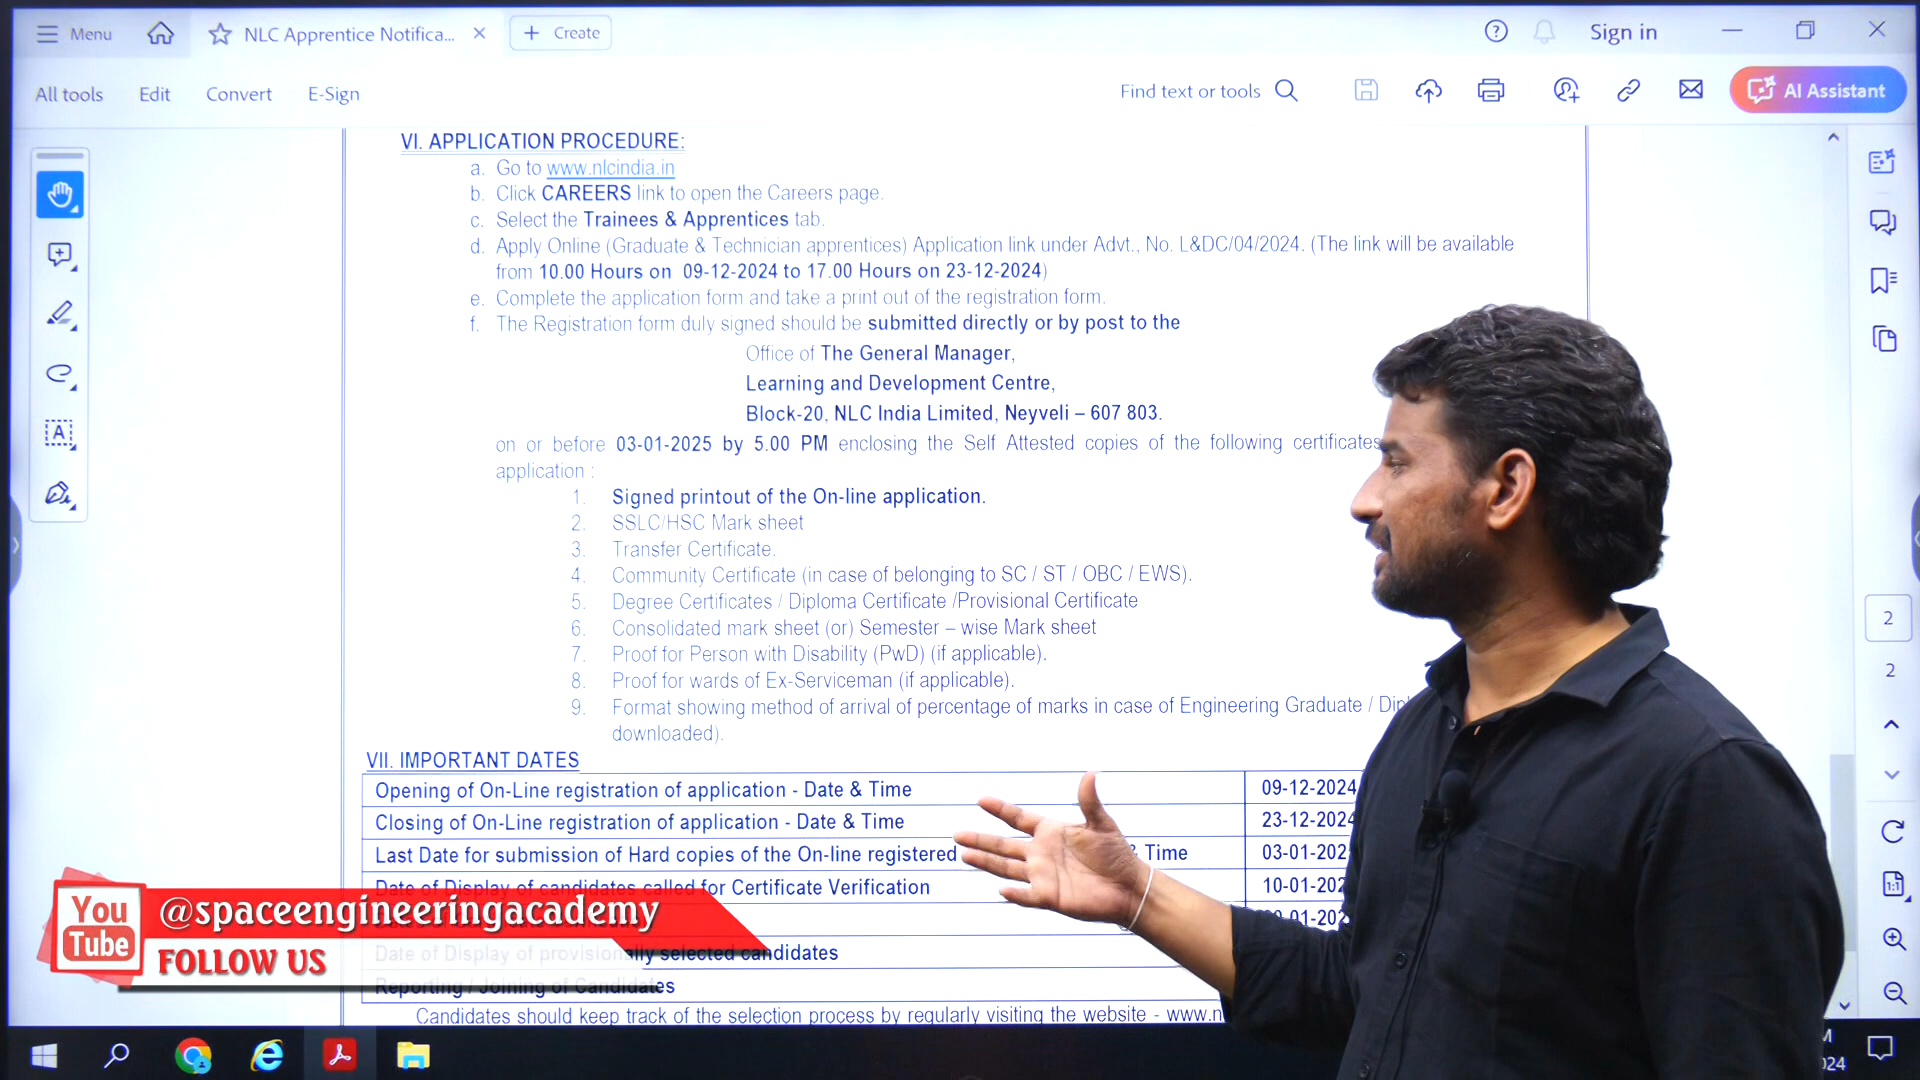 Menu
NLC Apprentice Notifica...
Create
Sign in
All tools
Edit
Convert
E-Sign
Find text or tools
AI Assistant
VI. APPLICATION PROCEDURE:
a. Go to www.nlcindia.in
b. Click CAREERS link to open the Careers page.
c. Select the Trainees & Apprentices tab.
d. Apply Online (Graduate & Technician apprentices) Application link under Advt., No. L&DC/04/2024. (The link will be available
from 10.00 Hours on 09-12-2024 to 17.00 Hours on 23-12-2024)
e. Complete the application form and take a print out of the registration form.
f. The Registration form duly signed should be submitted directly or by post to the
Office of The General Manager,
Learning and Development Centre,
Block-20, NLC India Limited, Neyveli – 607 803.
on or before 03-01-2025 by 5.00 PM enclosing the Self Attested copies of the following certificates
application :
1. Signed printout of the On-line application.
2. SSLC/HSC Mark sheet
3. Transfer Certificate.
4. Community Certificate (in case of belonging to SC / ST / OBC / EWS).
5. Degree Certificates / Diploma Certificate /Provisional Certificate
6. Consolidated mark sheet (or) Semester – wise Mark sheet
7. Proof for Person with Disability (PwD) (if applicable).
8. Proof for wards of Ex-Serviceman (if applicable).
9. Format showing method of arrival of percentage of marks in case of Engineering Graduate /
downloaded).
VII. IMPORTANT DATES
Opening of On-Line registration of application - Date & Time 09-12-2024
Closing of On-Line registration of application - Date & Time 23-12-2024
Last Date for submission of Hard copies of the On-line registered & Time 03-01-202
Date of Display of candidates called for Certificate Verification 10-01-202
01-202
Date of Display of provisionally selected candidates
Reporting / Joining of Candidates
Candidates should keep track of the selection process by regularly visiting the website - www.n
2
2
1:1
You
Tube
@spaceengineeringacademy
FOLLOW US